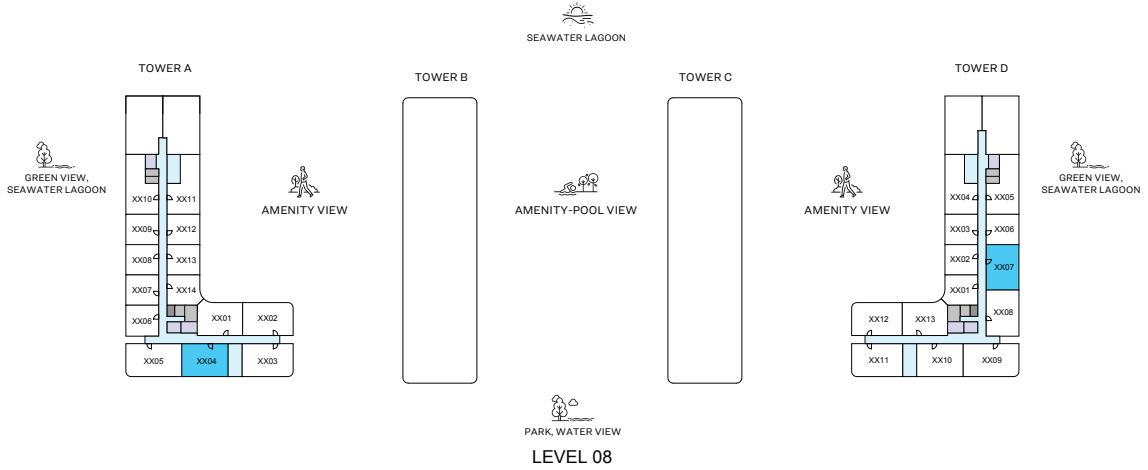 SEAWATER LAGOON
TOWER A
TOWER B
TOWER C
TOWER D
GREEN VIEW,
SEAWATER LAGOON
AMENITY VIEW
AMENITY-POOL VIEW
AMENITY VIEW
GREEN VIEW,
SEAWATER LAGOON
XX10 XX11
XX09 XX12
XX08 XX13
XX07 XX14
XX06 XX01 XX02
XX05 XX04 XX03
XX04 XX05
XX03 XX06
XX02 XX07
XX01
XX12 XX13 XX08
XX11 XX10 XX09
PARK, WATER VIEW
LEVEL 08